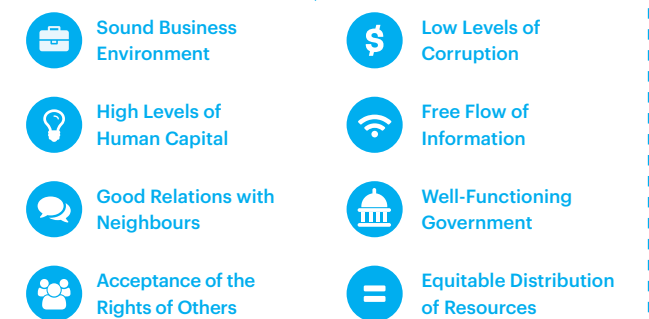 Sound Business
Environment
Low Levels of
Corruption
High Levels of
Human Capital
Free Flow of
Information
Good Relations with
Neighbours
Well-Functioning
Government
Acceptance of the
Rights of Others
Equitable Distribution
of Resources